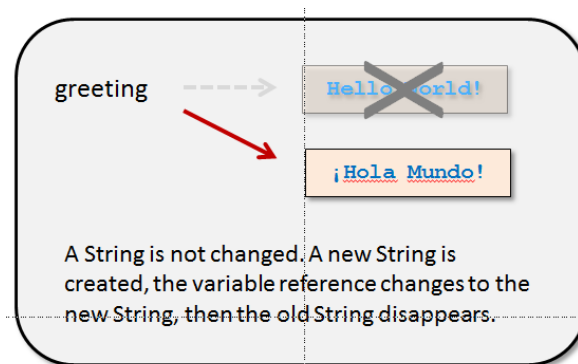 greeting
Hello World!
¡Hola Mundo!
A String is not changed. A new String is
created, the variable reference changes to the
new String, then the old String disappears.